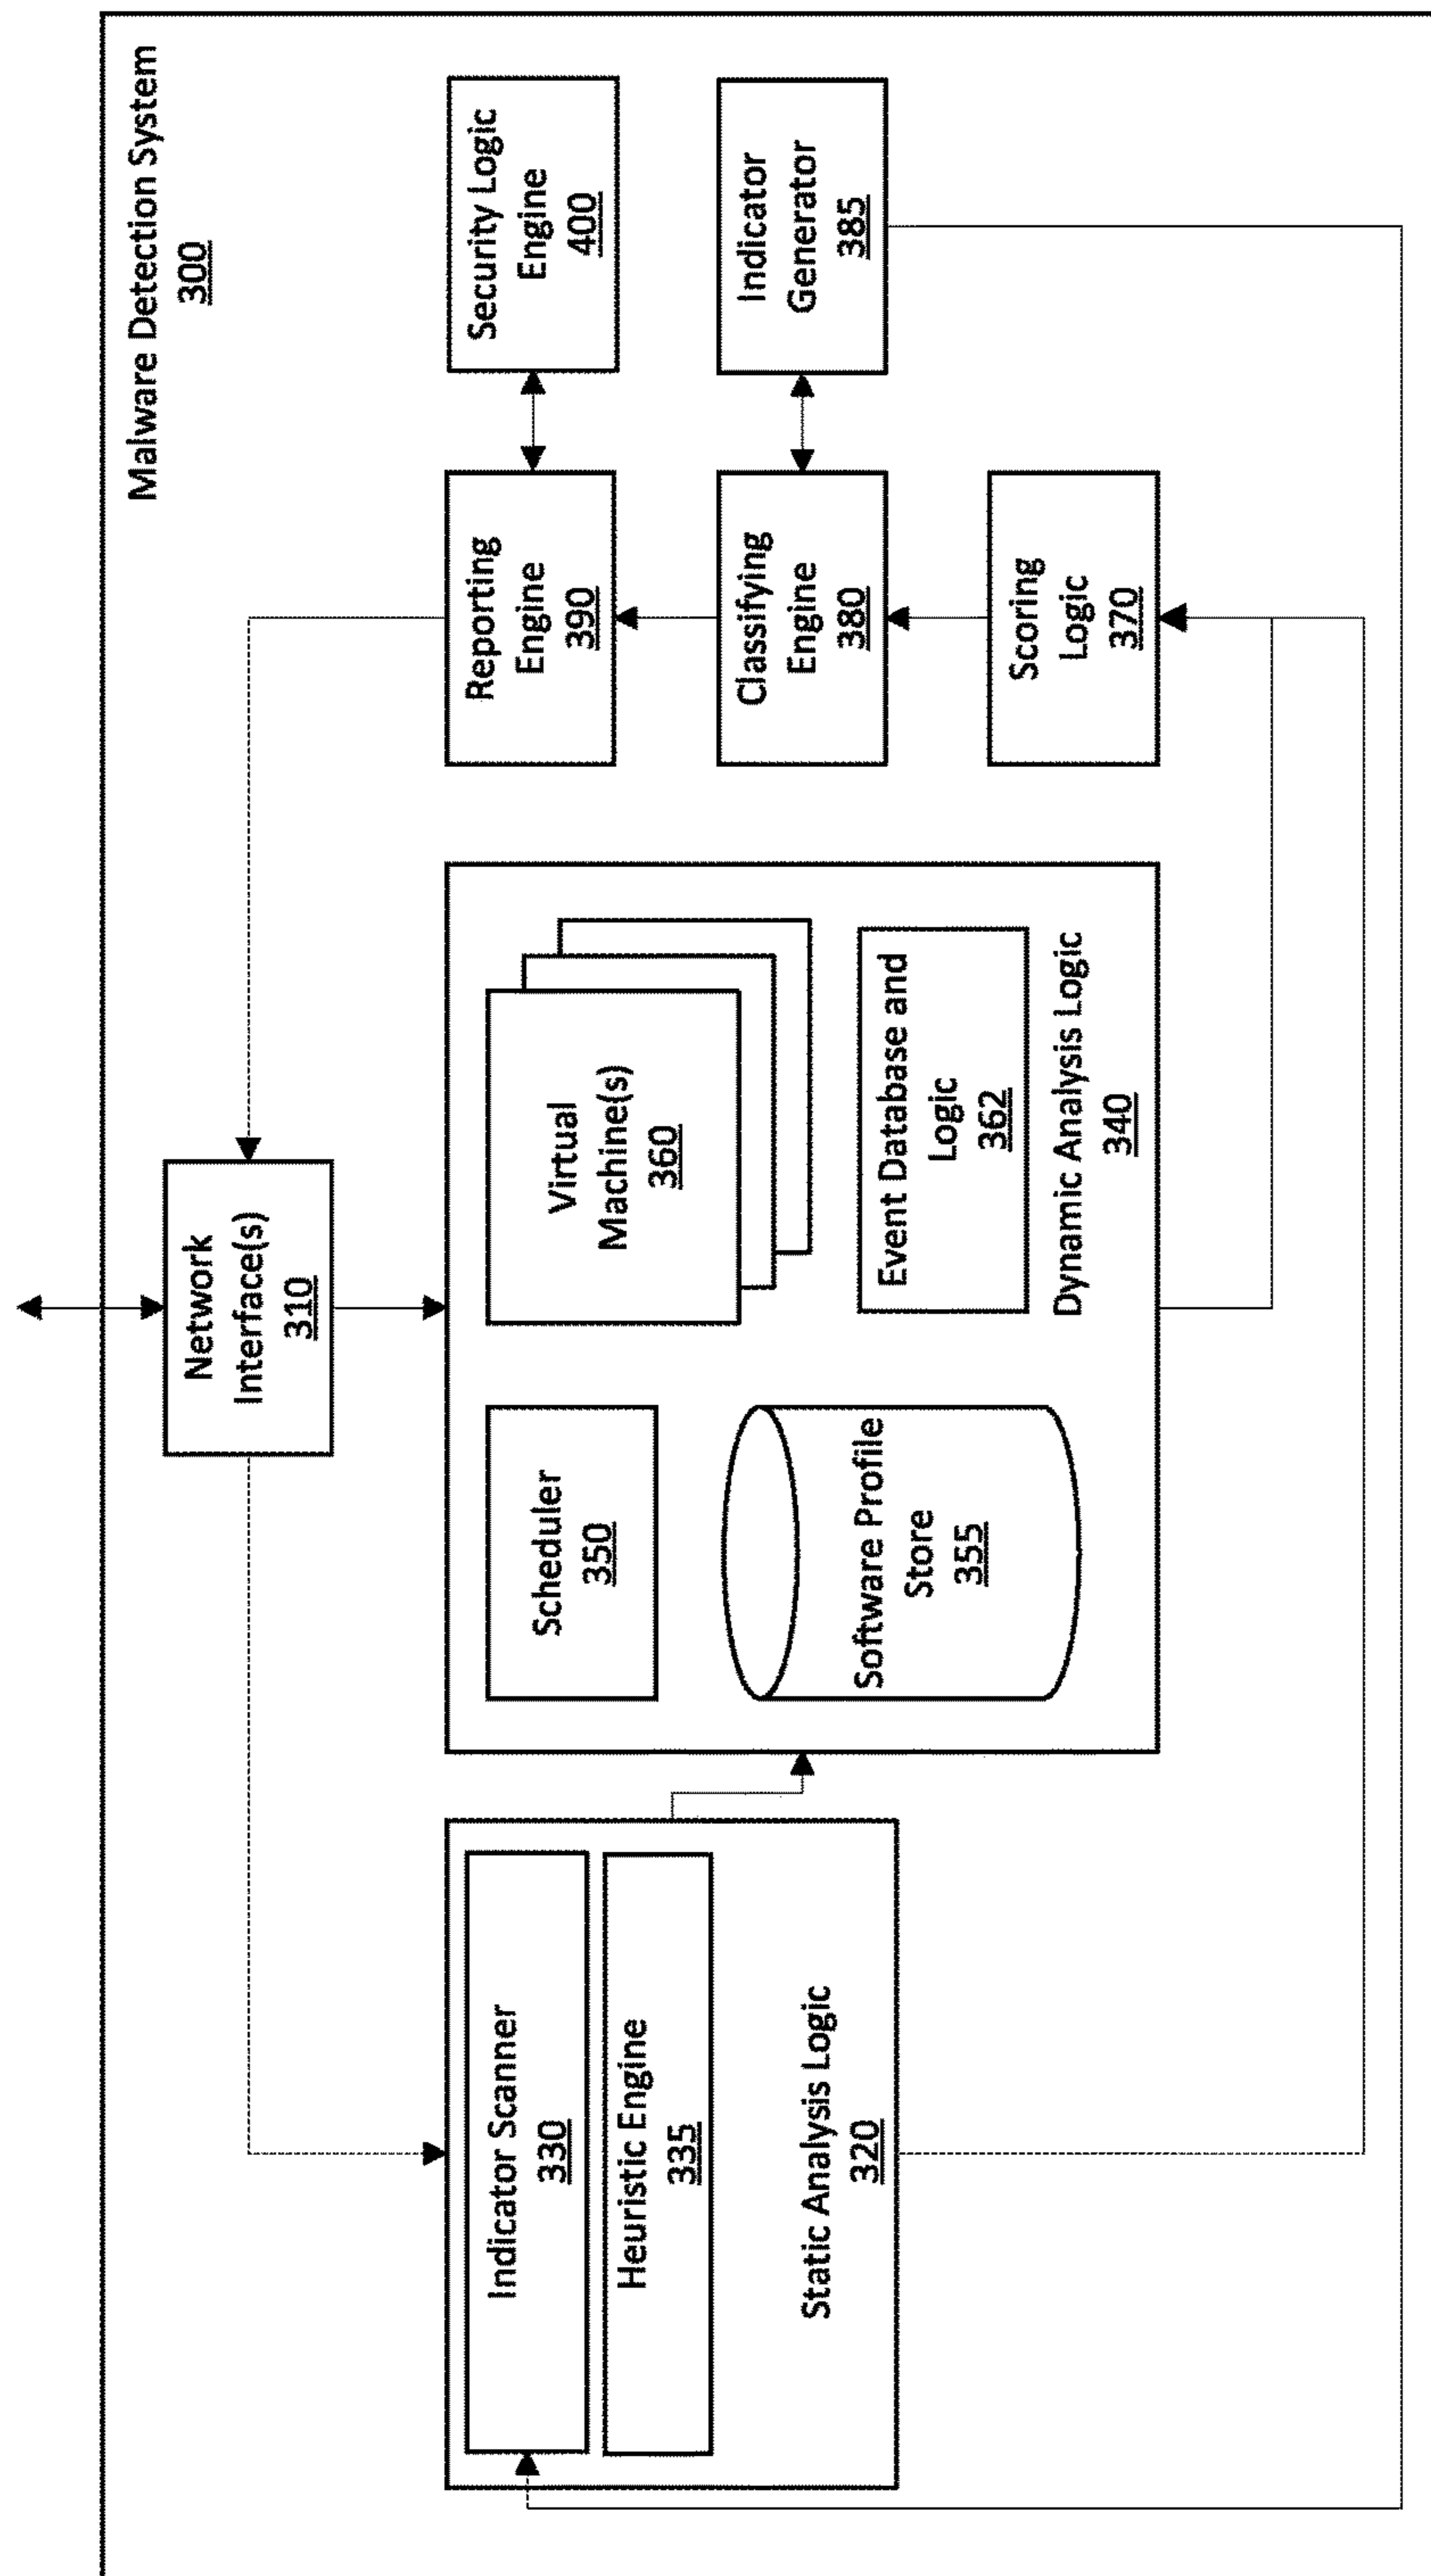 Malware Detection System
300
Network
Interface(s)
310
Indicator Scanner
330
Heuristic Engine
335
Static Analysis Logic
320
Scheduler
350
Software Profile
Store
355
Virtual
Machine(s)
360
Event Database and
Logic
362
Dynamic Analysis Logic
340
Reporting
Engine
390
Classifying
Engine
380
Scoring
Logic
370
Security Logic
Engine
400
Indicator
Generator
385